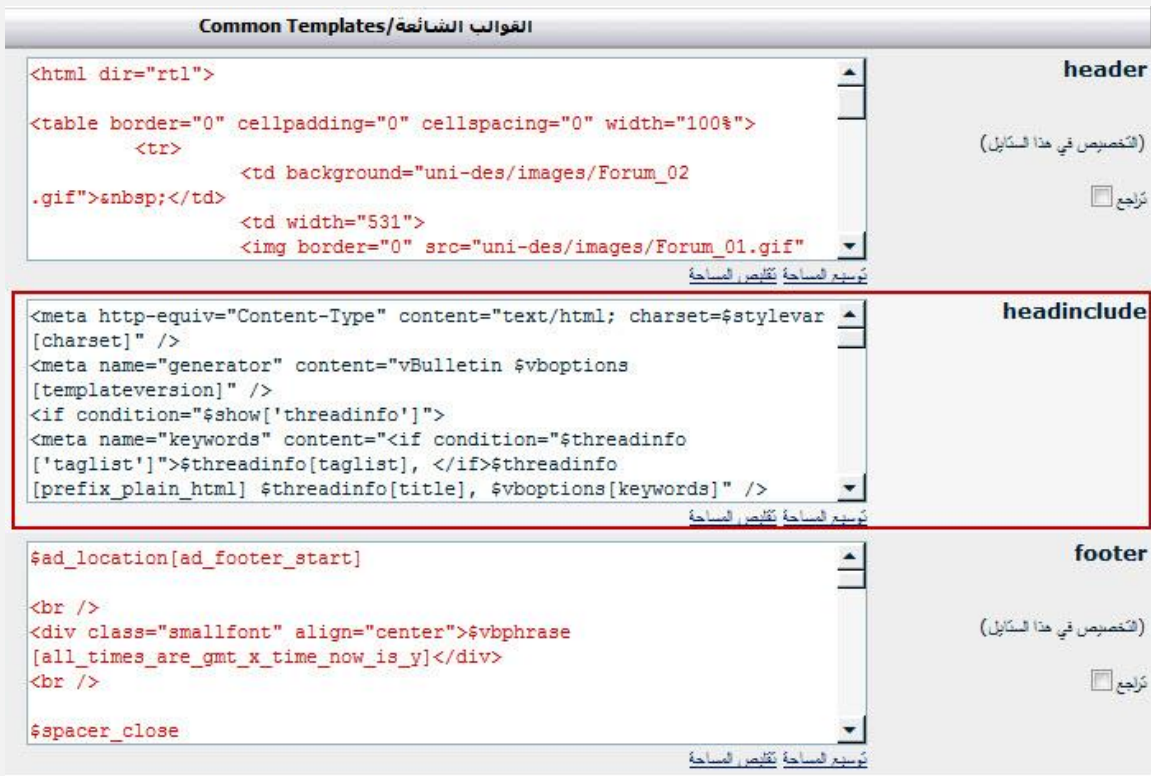 القوالب الشائعة/Common Templates
header
<html dir="rtl">
<table border="0" cellpadding="0" cellspacing="0" width="100%">
<tr>
<td background="uni-des/images/Forum_02
.gif">&nbsp;</td>
<td width="531">
<img border="0" src="uni-des/images/Forum_01.gif"
(التخصيص في هذا الستايل)
تراجع
توسيع المساحة تقليص المساحة
headinclude
<meta http-equiv="Content-Type" content="text/html; charset=$stylevar
[charset]" />
<meta name="generator" content="vBulletin $vboptions
[templateversion]" />
<if condition="$show['threadinfo']">
<meta name="keywords" content="<if condition="$threadinfo
['taglist']">$threadinfo[taglist], </if>$threadinfo
[prefix_plain_html] $threadinfo[title], $vboptions[keywords]" />
توسيع المساحة تقليص المساحة
footer
$ad_location[ad_footer_start]
<br />
<div class="smallfont" align="center">$vbphrase
[all_times_are_gmt_x_time_now_is_y]</div>
<br />
$spacer_close
(التخصيص في هذا الستايل)
تراجع
توسيع المساحة تقليص المساحة